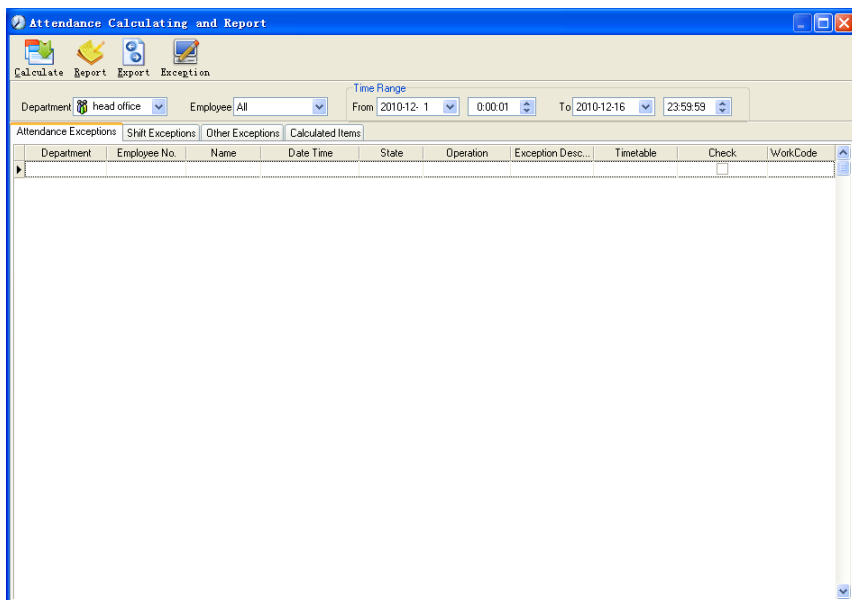 Attendance Calculating and Report
Calculate Report Export Exception
Time Range
Department head office Employee All From 2010-12- 1 0:00:01 To 2010-12-16 23:59:59
Attendance Exceptions Shift Exceptions Other Exceptions Calculated Items
Department Employee No. Name Date Time State Operation Exception Desc... Timetable Check WorkCode